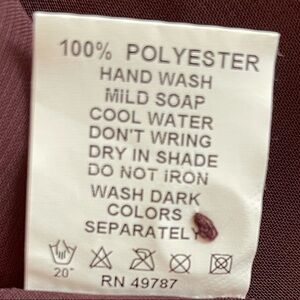 100% POLYESTER
HAND WASH
MILD SOAP
COOL WATER
DON'T WRING
DRY IN SHADE
DO NOT iRON
WASH DARK
COLORS
SEPARATELY
20°
RN 49787